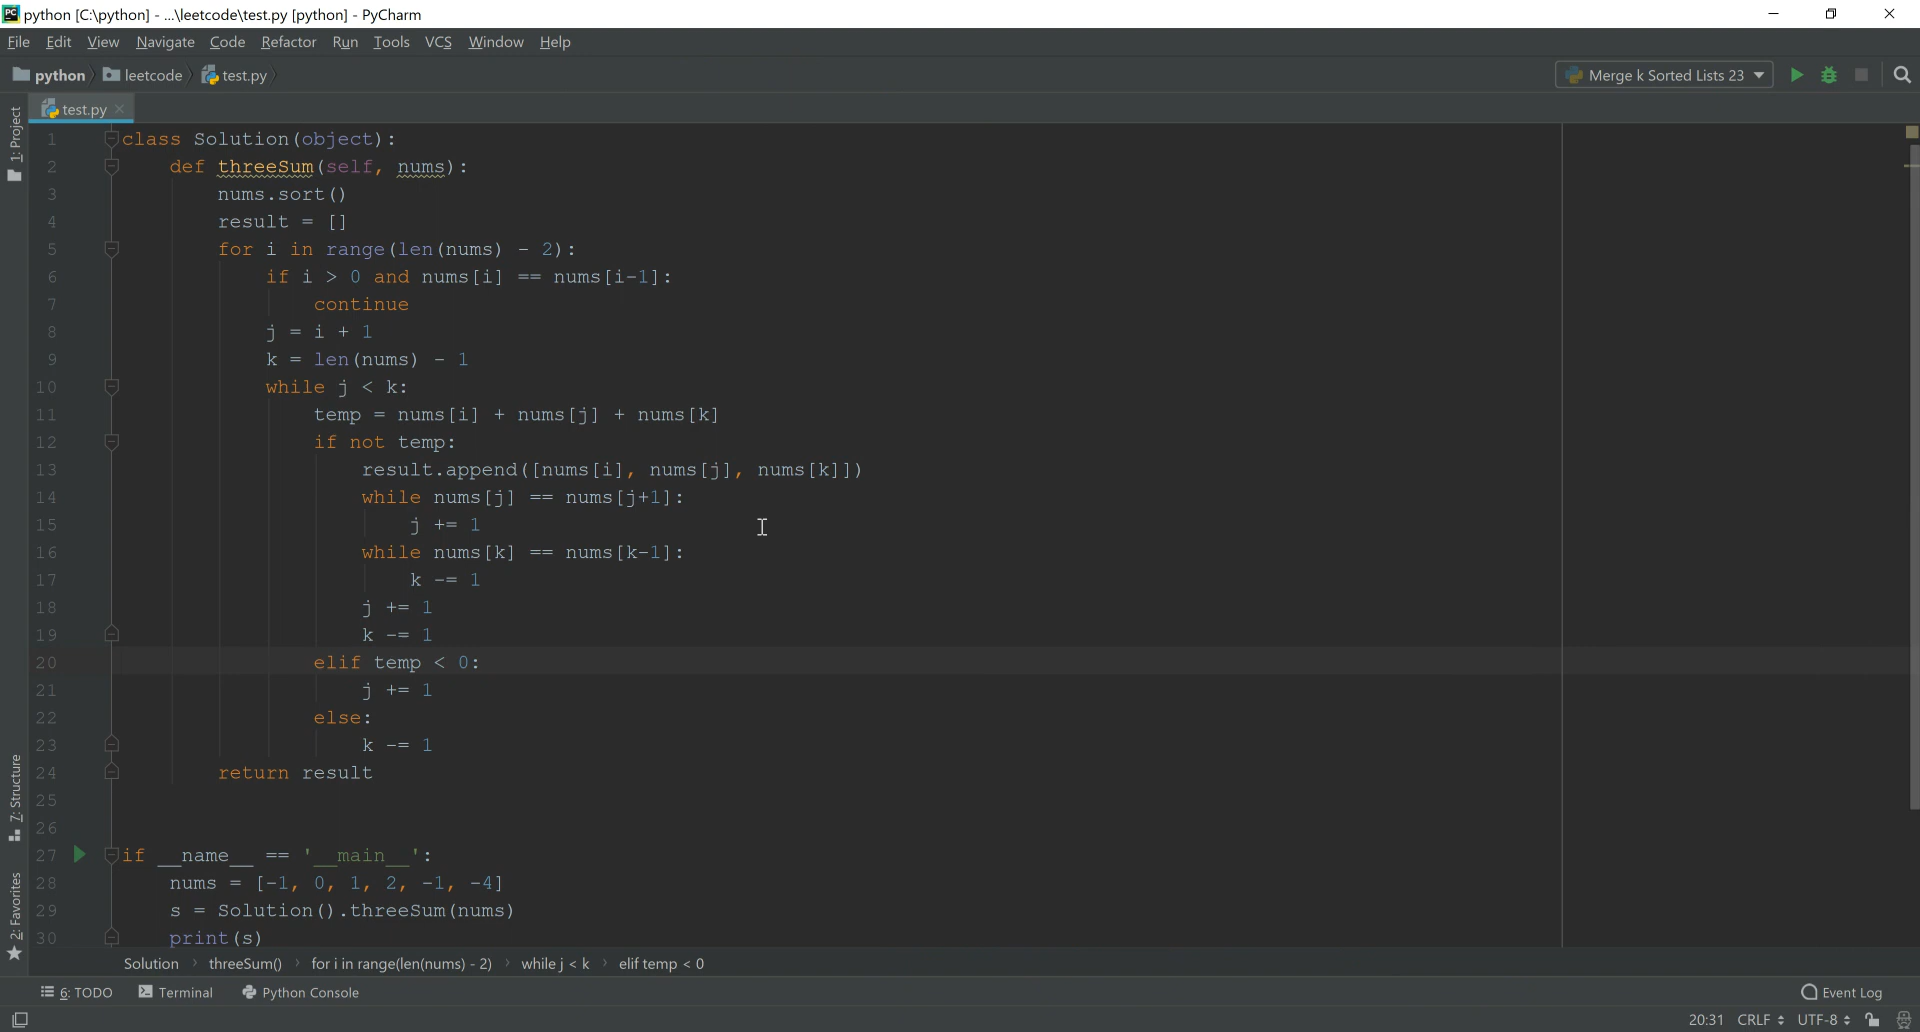 python [C:\python] - ...\leetcode\test.py [python] - PyCharm
File Edit View Navigate Code Refactor Run Tools VCS Window Help
python leetcode test.py Merge k Sorted Lists 23
test.py
1 class Solution(object):
2 def threeSum(self, nums):
3 nums.sort()
4 result = []
5 for i in range(len(nums) - 2):
6 if i > 0 and nums[i] == nums[i-1]:
7 continue
8 j = i + 1
9 k = len(nums) - 1
10 while j < k:
11 temp = nums[i] + nums[j] + nums[k]
12 if not temp:
13 result.append([nums[i], nums[j], nums[k]])
14 while nums[j] == nums[j+1]:
15 j += 1
16 while nums[k] == nums[k-1]:
17 k -= 1
18 j += 1
19 k -= 1
20 elif temp < 0:
21 j += 1
22 else:
23 k -= 1
24 return result
25
26
27 if __name__ == '__main__':
28 nums = [-1, 0, 1, 2, -1, -4]
29 s = Solution().threeSum(nums)
30 print(s)
1: Project
7: Structure
2: Favorites
Solution threeSum() for i in range(len(nums) - 2) while j < k elif temp < 0
6: TODO Terminal Python Console Event Log
20:31 CRLF UTF-8